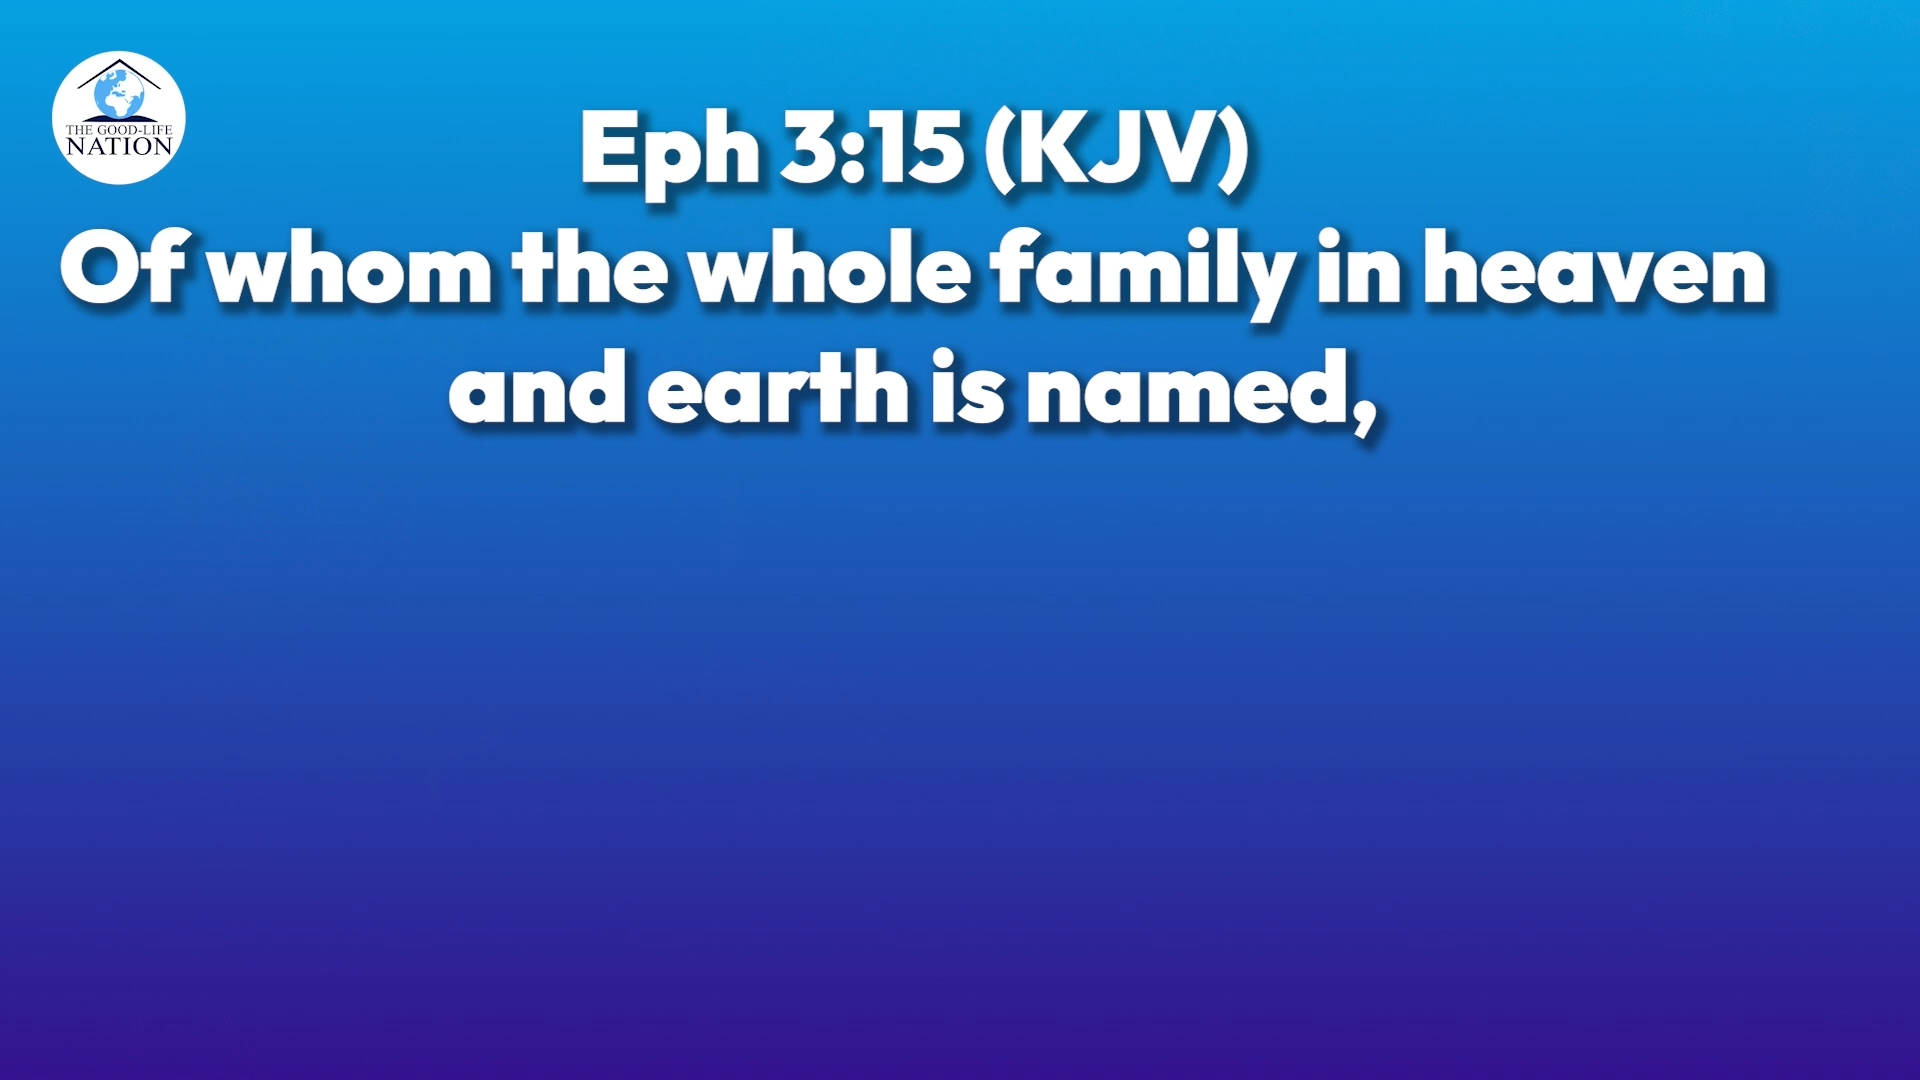 THE GOOD-LIFE
NATION
Eph 3:15 (KJV)
Of whom the whole family in heaven
and earth is named,